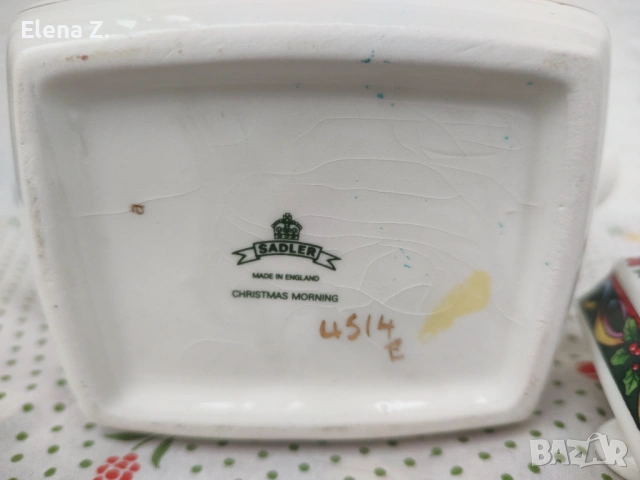 Elena Z.
SADLER
MADE IN ENGLAND
CHRISTMAS MORNING
4514
E
BAZAR